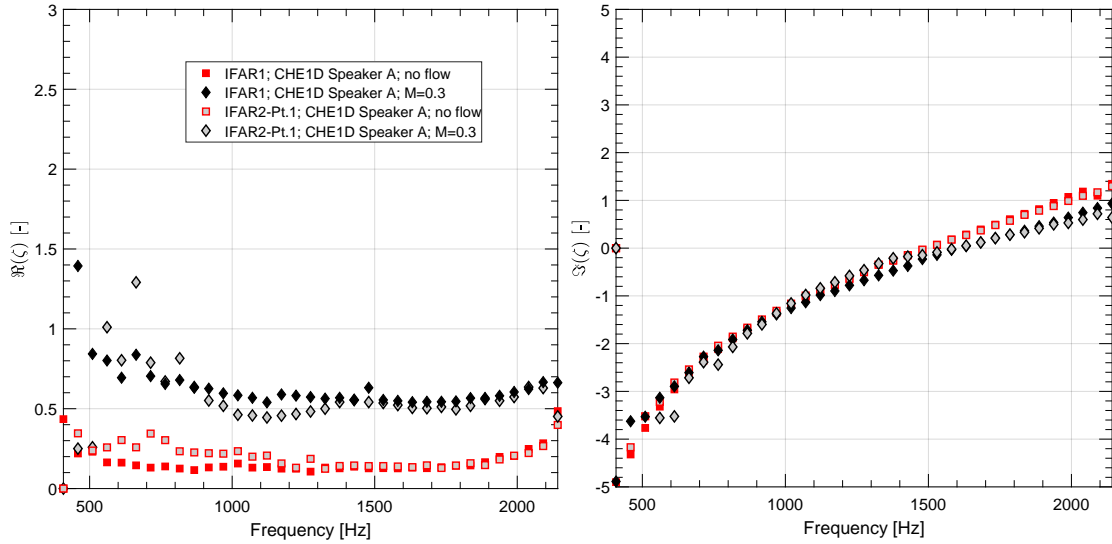 3
2.5
2
1.5
1
0.5
0
ℜ(ζ) [-]
IFAR1; CHE1D Speaker A; no flow
IFAR1; CHE1D Speaker A; M=0.3
IFAR2-Pt.1; CHE1D Speaker A; no flow
IFAR2-Pt.1; CHE1D Speaker A; M=0.3
500 1000 1500 2000
Frequency [Hz]
5
4
3
2
1
0
-1
-2
-3
-4
-5
ℑ(ζ) [-]
500 1000 1500 2000
Frequency [Hz]